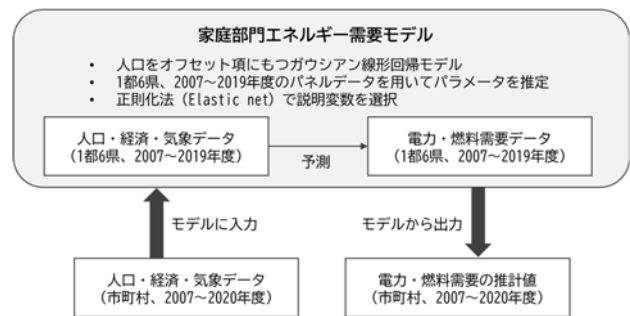 家庭部門エネルギー需要モデル
• 人口をオフセット項にもつガウシアン線形回帰モデル
• 1都6県、2007～2019年度のパネルデータを用いてパラメータを推定
• 正則化法（Elastic net）で説明変数を選択
人口・経済・気象データ
（1都6県、2007～2019年度）
予測
電力・燃料需要データ
（1都6県、2007～2019年度）
モデルに入力
モデルから出力
人口・経済・気象データ
（市町村、2007～2020年度）
電力・燃料需要の推計値
（市町村、2007～2020年度）